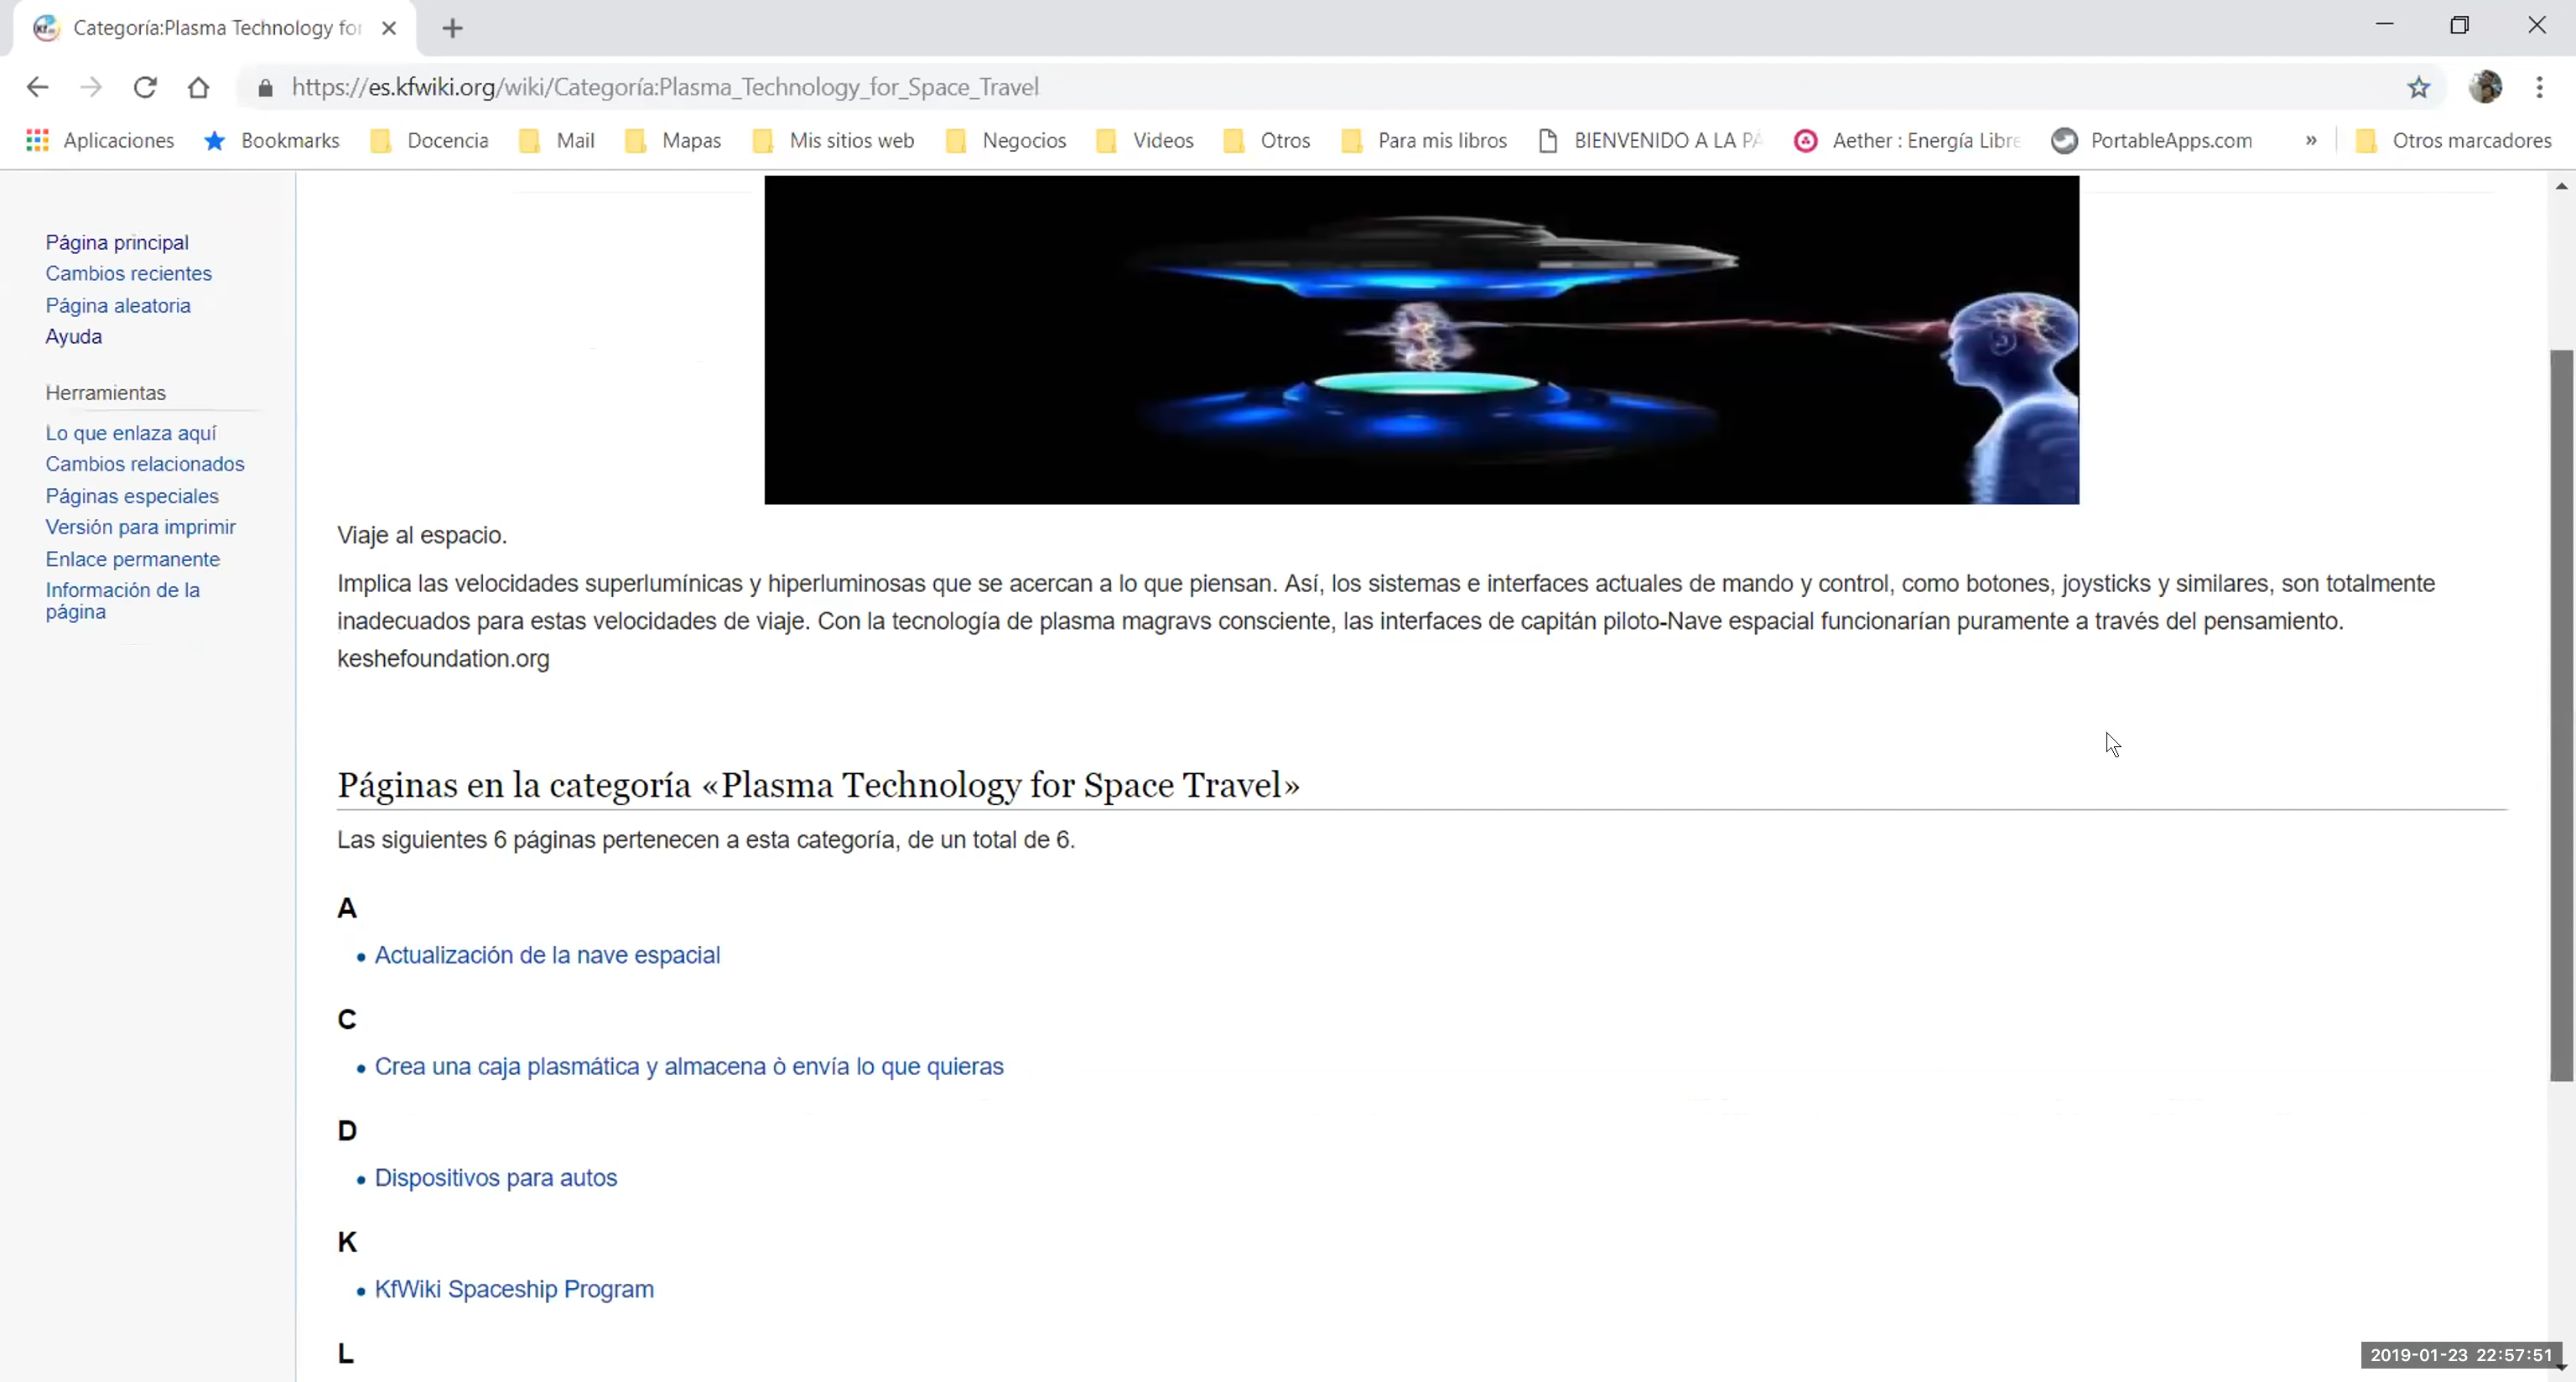 Categoría:Plasma Technology for
https://es.kfwiki.org/wiki/Categoría:Plasma_Technology_for_Space_Travel
Aplicaciones Bookmarks Docencia Mail Mapas Mis sitios web Negocios Videos Otros Para mis libros BIENVENIDO A LA PÁ Aether : Energía Libre PortableApps.com » Otros marcadores
Página principal
Cambios recientes
Página aleatoria
Ayuda
Herramientas
Lo que enlaza aquí
Cambios relacionados
Páginas especiales
Versión para imprimir
Enlace permanente
Información de la
página
Viaje al espacio.
Implica las velocidades superlumínicas y hiperluminosas que se acercan a lo que piensan. Así, los sistemas e interfaces actuales de mando y control, como botones, joysticks y similares, son totalmente
inadecuados para estas velocidades de viaje. Con la tecnología de plasma magravs consciente, las interfaces de capitán piloto-Nave espacial funcionarían puramente a través del pensamiento.
keshefoundation.org
Páginas en la categoría «Plasma Technology for Space Travel»
Las siguientes 6 páginas pertenecen a esta categoría, de un total de 6.
A
• Actualización de la nave espacial
C
• Crea una caja plasmática y almacena ò envía lo que quieras
D
• Dispositivos para autos
K
• KfWiki Spaceship Program
L
2019-01-23 22:57:51